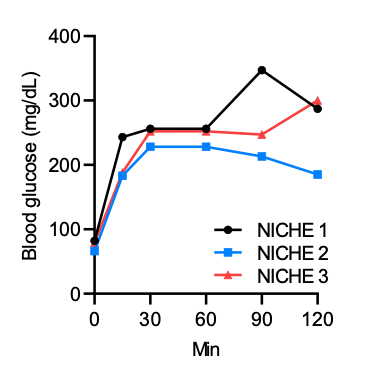 Blood glucose (mg/dL)
400
300
200
100
0
0 30 60 90 120
Min
NICHE 1
NICHE 2
NICHE 3